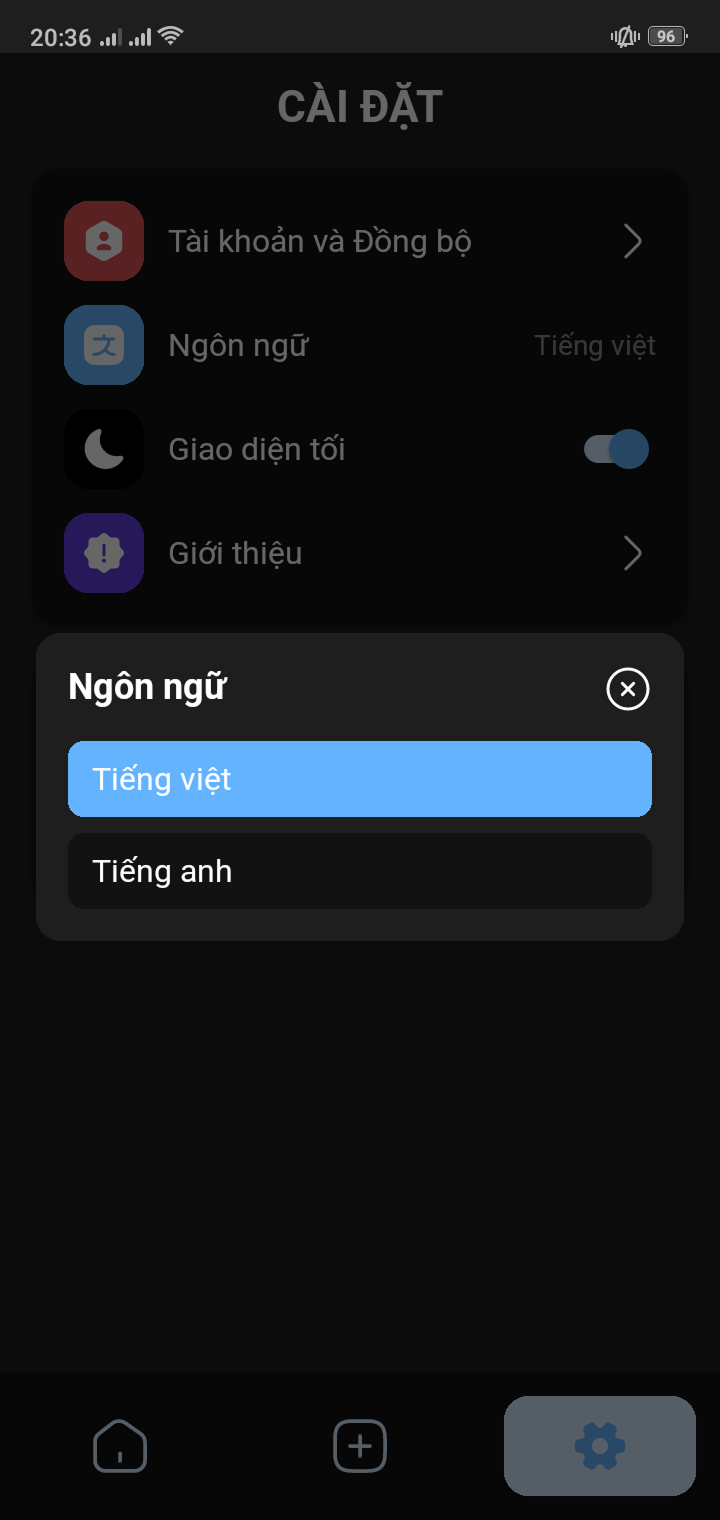 20:36
96
CÀI ĐẶT
Tài khoản và Đồng bộ
Ngôn ngữ
Tiếng việt
Giao diện tối
Giới thiệu
Ngôn ngữ
Tiếng việt
Tiếng anh